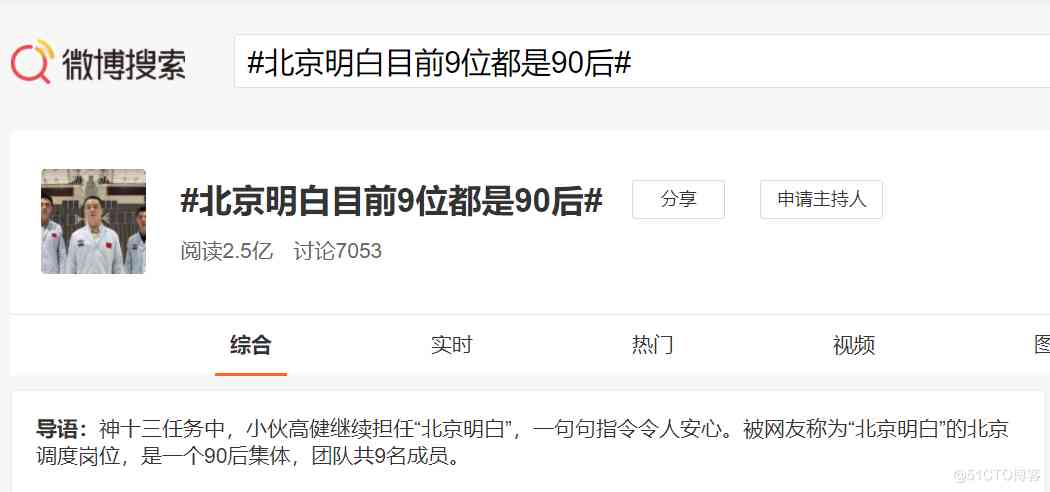 微博搜索
#北京明白目前9位都是90后#
#北京明白目前9位都是90后#
分享
申请主持人
阅读2.5亿 讨论7053
综合 实时 热门 视频 图
导语：神十三任务中，小伙高健继续担任“北京明白”，一句句指令令人安心。被网友称为“北京明白”的北京
调度岗位，是一个90后集体，团队共9名成员。
@51CTO博客